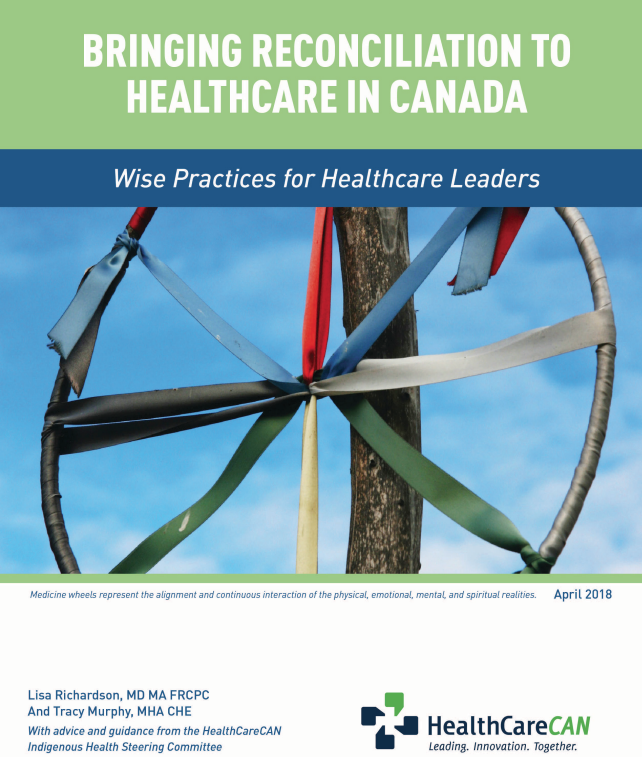 BRINGING RECONCILIATION TO
HEALTHCARE IN CANADA
Wise Practices for Healthcare Leaders
Medicine wheels represent the alignment and continuous interaction of the physical, emotional, mental, and spiritual realities.
April 2018
Lisa Richardson, MD MA FRCPC
And Tracy Murphy, MHA CHE
With advice and guidance from the HealthCareCAN
Indigenous Health Steering Committee
HealthCareCAN
Leading. Innovation. Together.